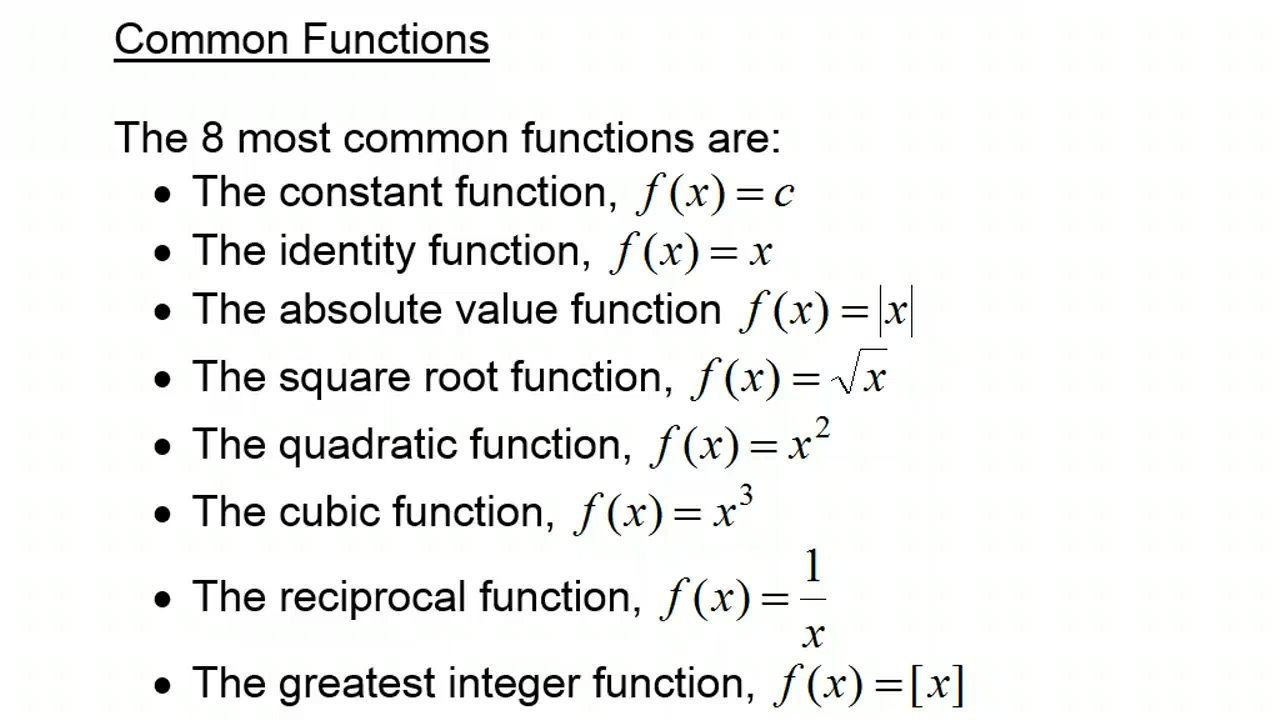 Common Functions
The 8 most common functions are:
• The constant function, f(x) = c
• The identity function, f(x) = x
• The absolute value function f(x) = |x|
• The square root function, f(x) = √x
• The quadratic function, f(x) = x²
• The cubic function, f(x) = x³
• The reciprocal function, f(x) = 1/x
• The greatest integer function, f(x) = [x]